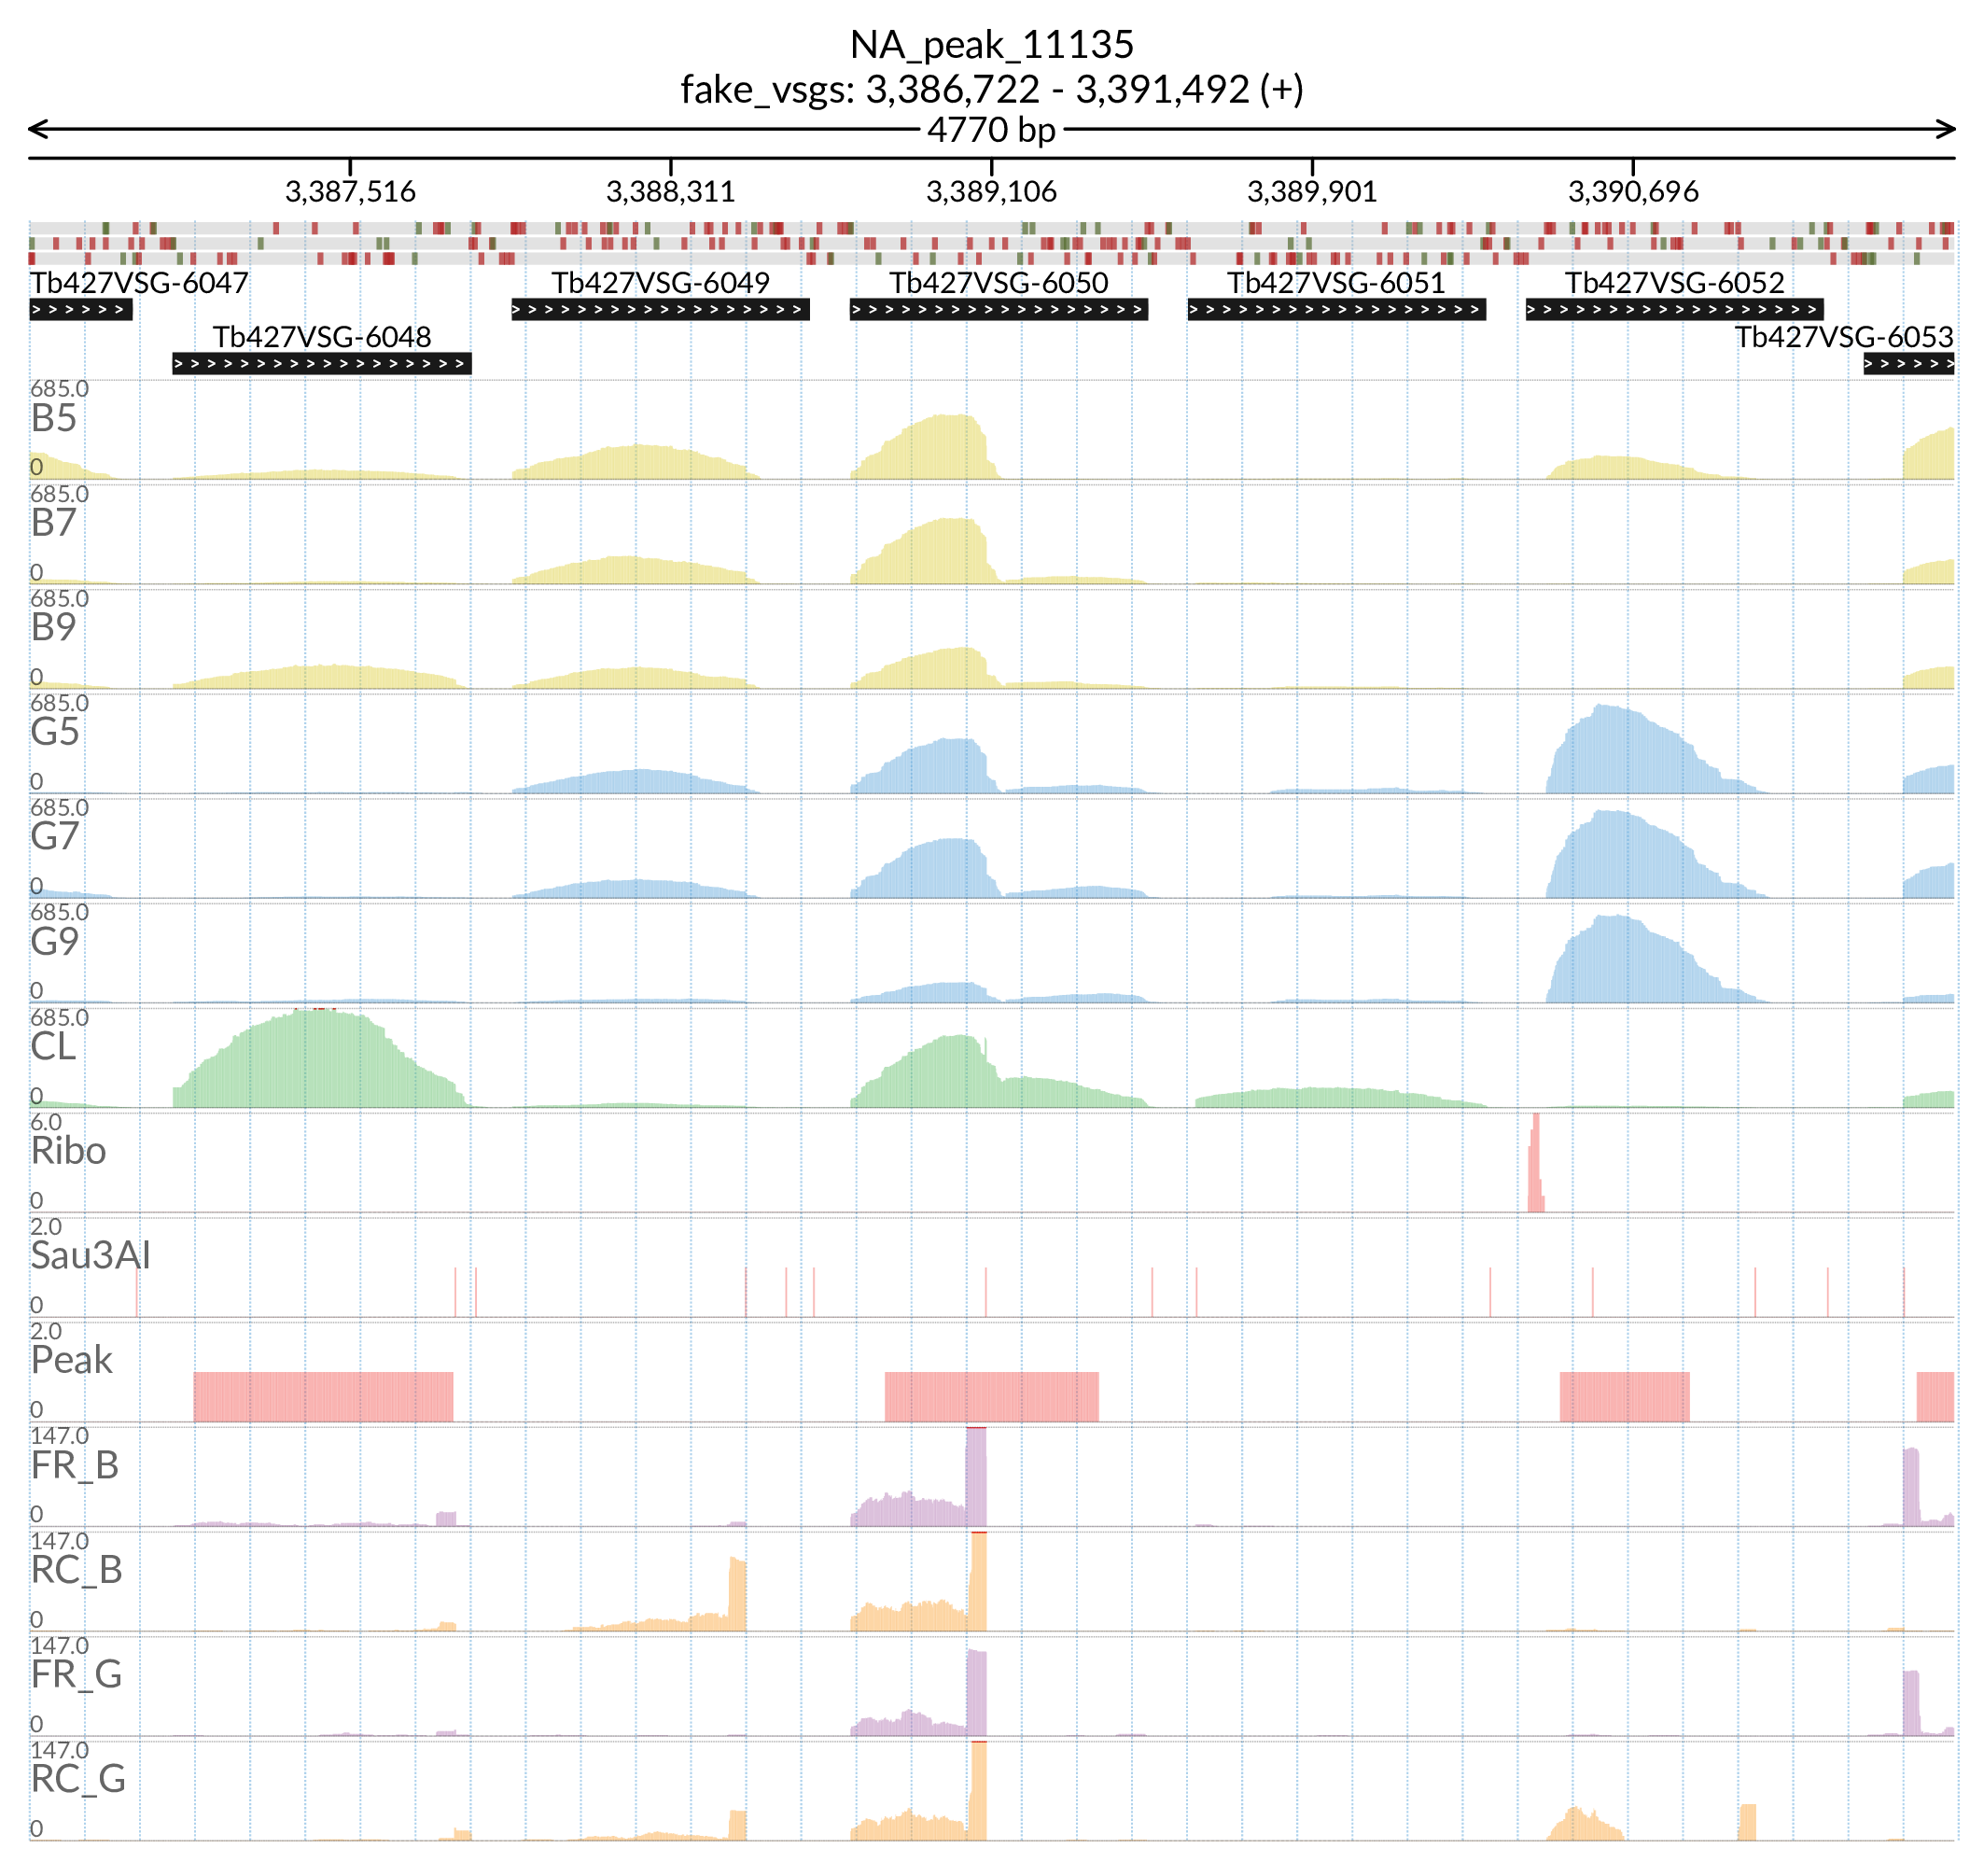 NA_peak_11135
fake_vsgs: 3,386,722 - 3,391,492 (+)
4770 bp
3,387,516 3,388,311 3,389,106 3,389,901 3,390,696
Tb427VSG-6047 Tb427VSG-6049 Tb427VSG-6050 Tb427VSG-6051 Tb427VSG-6052
Tb427VSG-6048 Tb427VSG-6053
685.0
B5
0
685.0
B7
0
685.0
B9
0
685.0
G5
0
685.0
G7
0
685.0
G9
0
685.0
CL
0
6.0
Ribo
0
2.0
Sau3AI
0
2.0
Peak
0
147.0
FR_B
0
147.0
RC_B
0
147.0
FR_G
0
147.0
RC_G
0